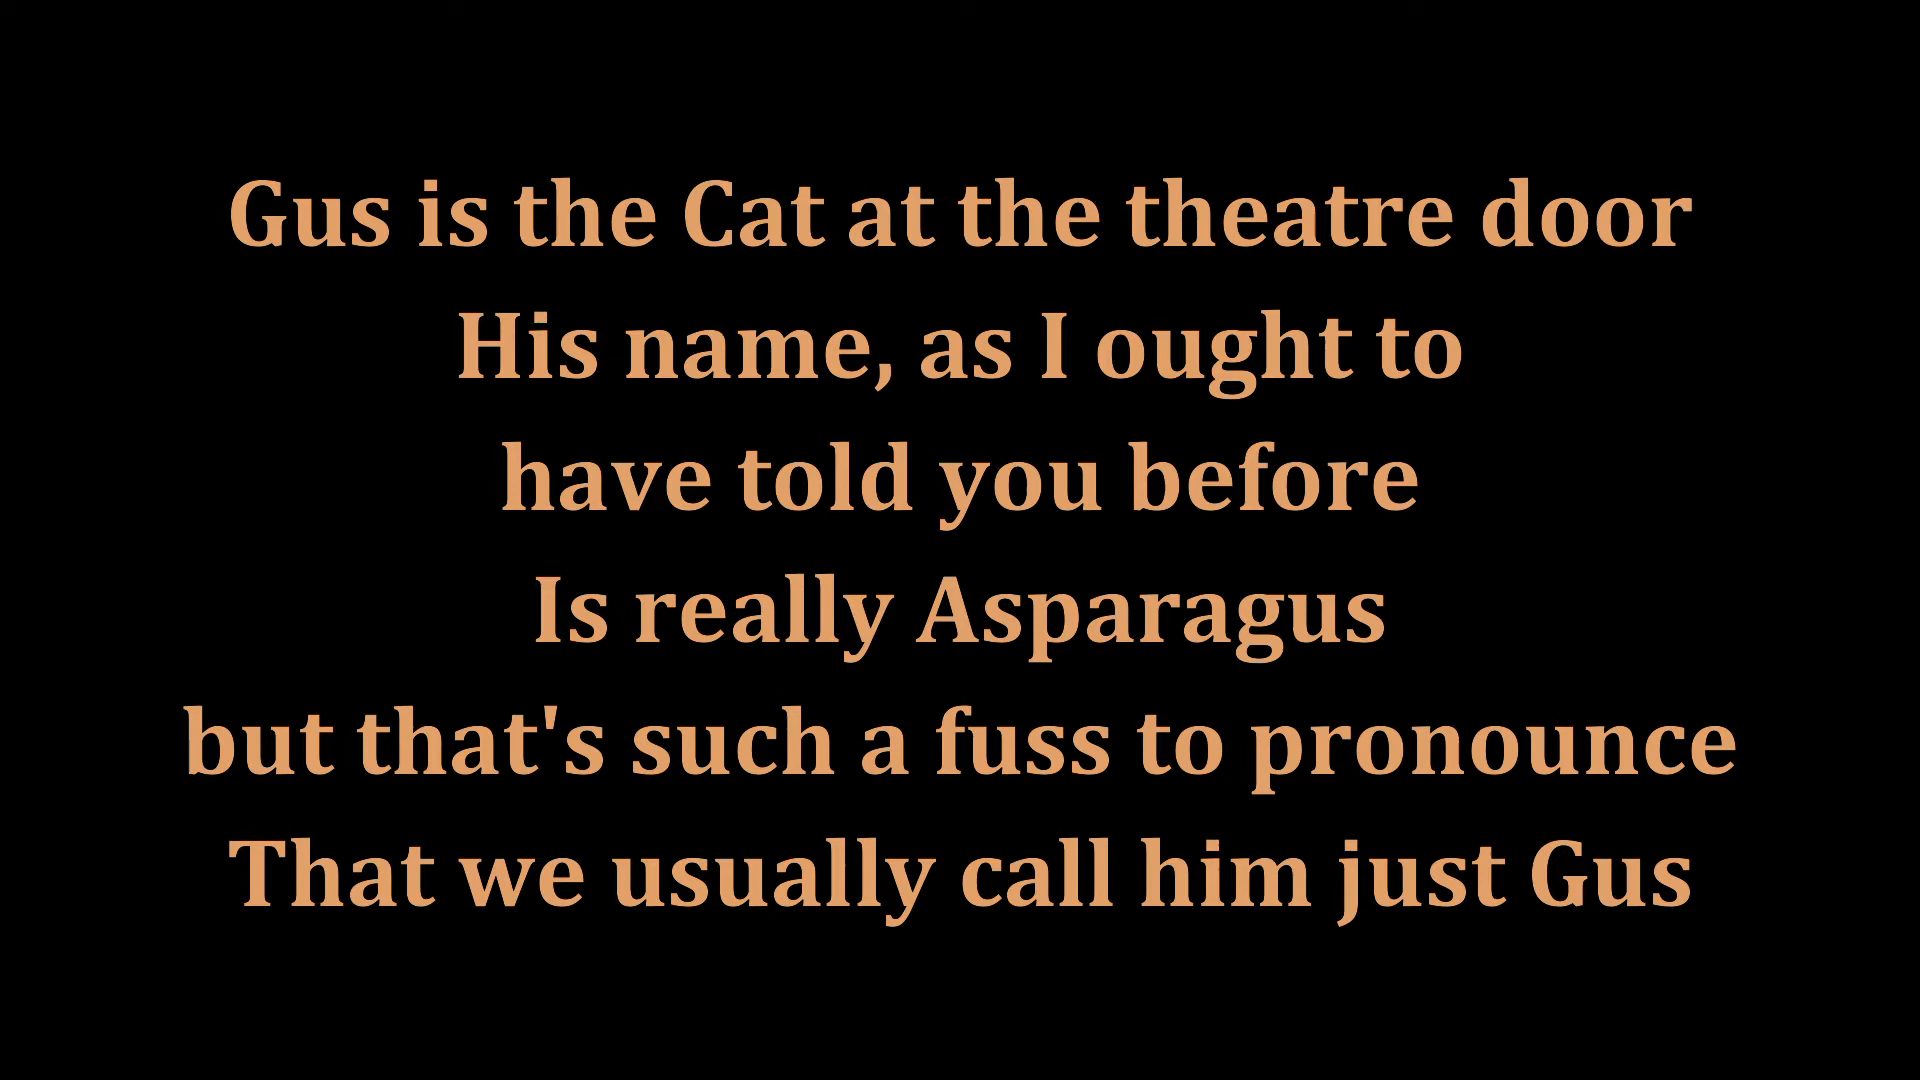 Gus is the Cat at the theatre door
His name, as I ought to
have told you before
Is really Asparagus
but that's such a fuss to pronounce
That we usually call him just Gus